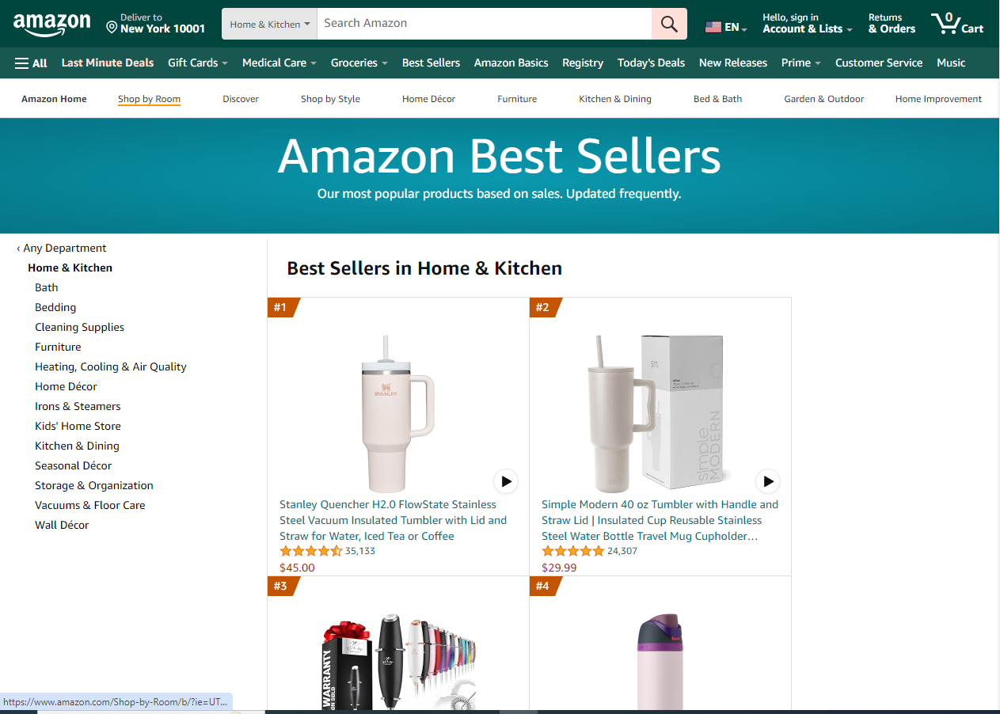 amazon
Deliver to
New York 10001
Home & Kitchen
Search Amazon
EN
Hello, sign in
Account & Lists
Returns
& Orders
0
Cart
All
Last Minute Deals
Gift Cards
Medical Care
Groceries
Best Sellers
Amazon Basics
Registry
Today's Deals
New Releases
Prime
Customer Service
Music
Amazon Home
Shop by Room
Discover
Shop by Style
Home Décor
Furniture
Kitchen & Dining
Bed & Bath
Garden & Outdoor
Home Improvement
Amazon Best Sellers
Our most popular products based on sales. Updated frequently.
‹ Any Department
Home & Kitchen
Bath
Bedding
Cleaning Supplies
Furniture
Heating, Cooling & Air Quality
Home Décor
Irons & Steamers
Kids' Home Store
Kitchen & Dining
Seasonal Décor
Storage & Organization
Vacuums & Floor Care
Wall Décor
Best Sellers in Home & Kitchen
#1
STANLEY
Stanley Quencher H2.0 FlowState Stainless
Steel Vacuum Insulated Tumbler with Lid and
Straw for Water, Iced Tea or Coffee
35,133
$45.00
#2
sm.
simple
MODERN
Simple Modern 40 oz Tumbler with Handle and
Straw Lid | Insulated Cup Reusable Stainless
Steel Water Bottle Travel Mug Cupholder…
24,307
$29.99
#3
ZULAY
WARRANTY
#4
https://www.amazon.com/Shop-by-Room/b/?ie=UT...